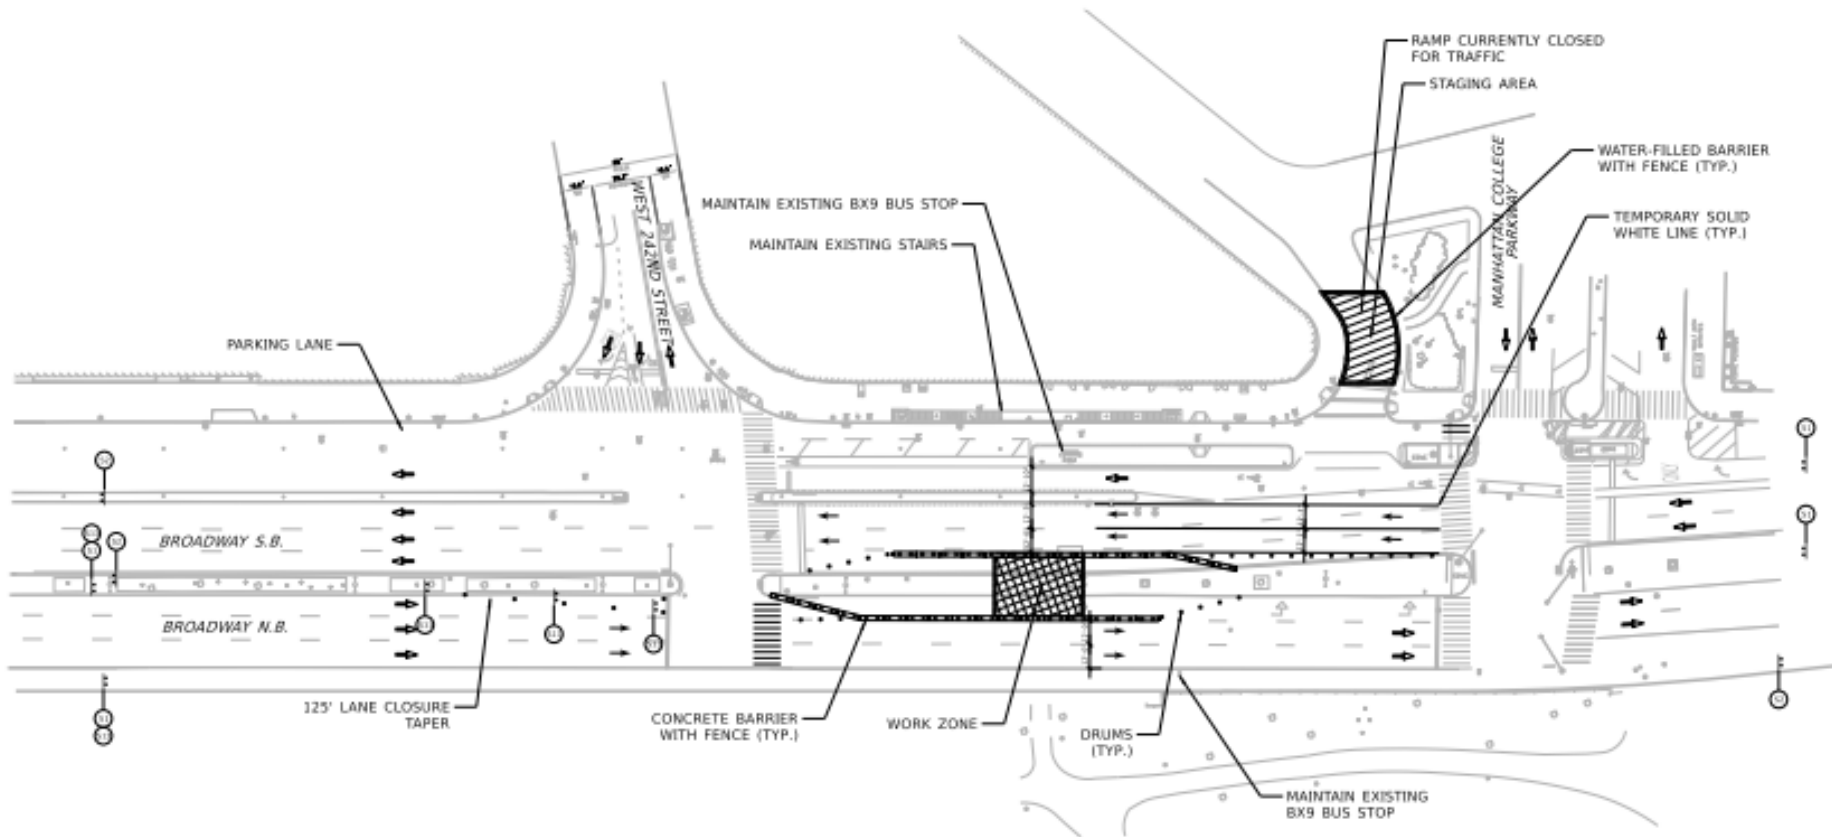 RAMP CURRENTLY CLOSED
FOR TRAFFIC
STAGING AREA
WATER-FILLED BARRIER
WITH FENCE (TYP.)
MANHATTAN COLLEGE
PARKWAY
MAINTAIN EXISTING BX9 BUS STOP
TEMPORARY SOLID
WHITE LINE (TYP.)
MAINTAIN EXISTING STAIRS
WEST 242ND STREET
PARKING LANE
BROADWAY S.B.
BROADWAY N.B.
125' LANE CLOSURE
TAPER
CONCRETE BARRIER
WITH FENCE (TYP.)
WORK ZONE
DRUMS
(TYP.)
MAINTAIN EXISTING
BX9 BUS STOP